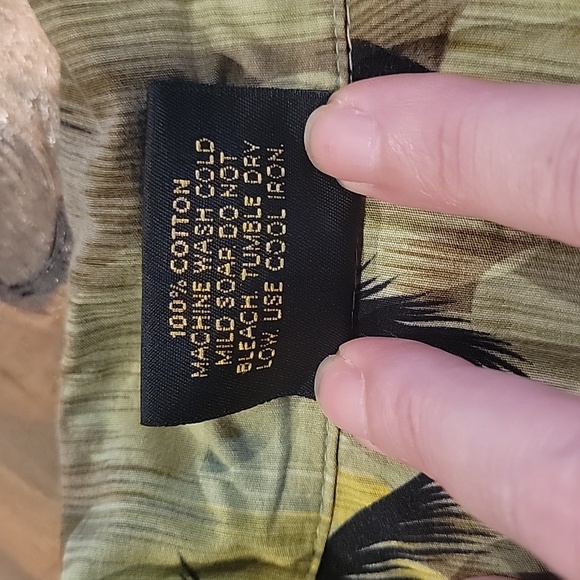 100% COTTON
MACHINE WASH COLD
MILD SOAP DO NOT
BLEACH, TUMBLE DRY
LOW. USE COOL IRON.